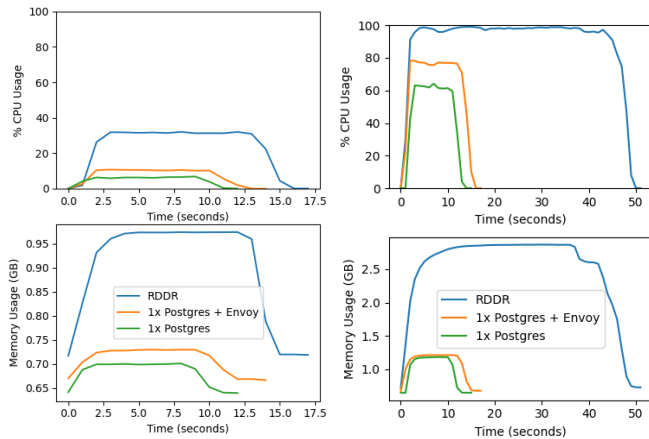 100
80
60
40
20
0
% CPU Usage
0.0 2.5 5.0 7.5 10.0 12.5 15.0 17.5
Time (seconds)
100
80
60
40
20
0
% CPU Usage
0 10 20 30 40 50
Time (seconds)
0.95
0.90
0.85
0.80
0.75
0.70
0.65
Memory Usage (GB)
RDDR
1x Postgres + Envoy
1x Postgres
0.0 2.5 5.0 7.5 10.0 12.5 15.0 17.5
Time (seconds)
2.5
2.0
1.5
1.0
Memory Usage (GB)
RDDR
1x Postgres + Envoy
1x Postgres
0 10 20 30 40 50
Time (seconds)